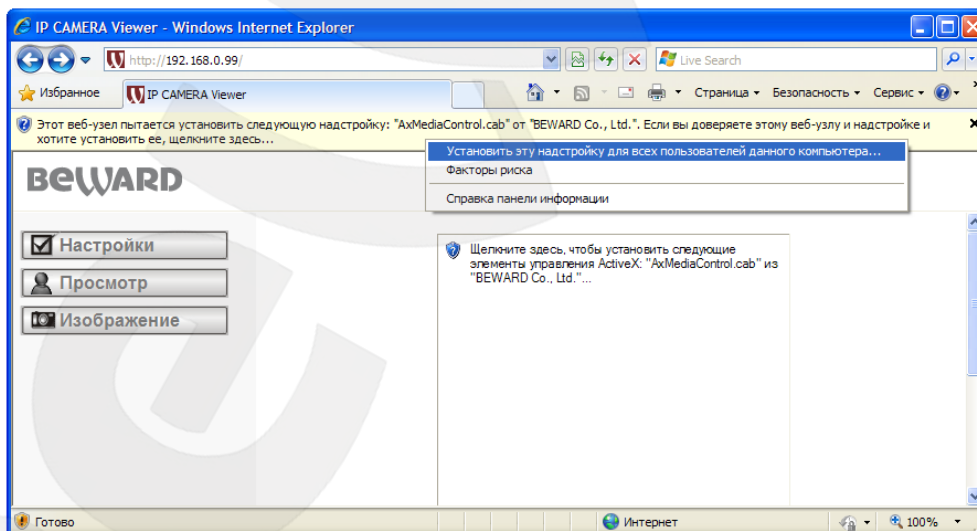 IP CAMERA Viewer - Windows Internet Explorer
http://192.168.0.99/
Live Search
Избранное
IP CAMERA Viewer
Страница
Безопасность
Сервис
Этот веб-узел пытается установить следующую надстройку: "AxMediaControl.cab" от "BEWARD Co., Ltd.". Если вы доверяете этому веб-узлу и надстройке и
хотите установить ее, щелкните здесь...
Установить эту надстройку для всех пользователей данного компьютера...
Факторы риска
Справка панели информации
BEWARD
Настройки
Просмотр
Изображение
Щелкните здесь, чтобы установить следующие
элементы управления ActiveX: "AxMediaControl.cab" из
"BEWARD Co., Ltd."...
Готово
Интернет
100%